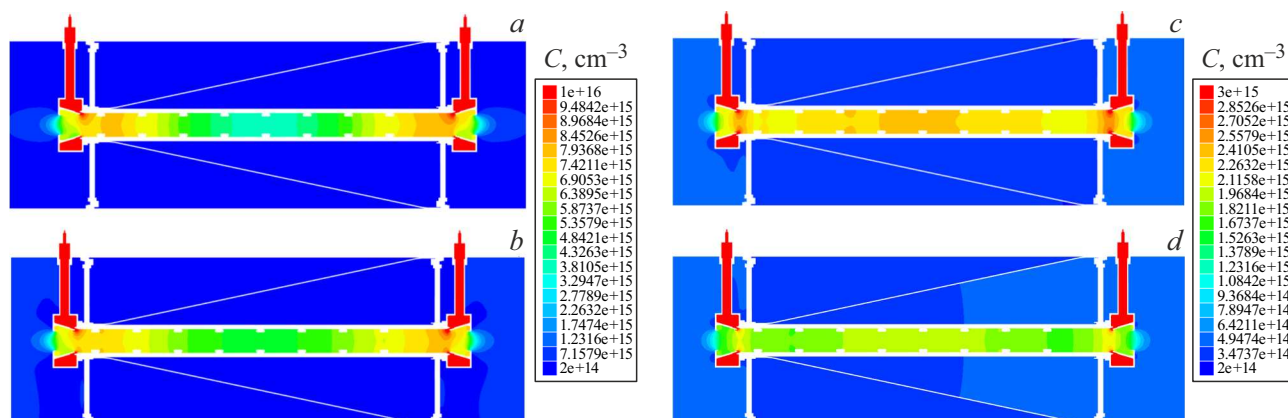 a
C, cm–3
1e+16
9.4842e+15
8.9684e+15
8.4526e+15
7.9368e+15
7.4211e+15
6.9053e+15
6.3895e+15
5.8737e+15
5.3579e+15
4.8421e+15
4.3263e+15
3.8105e+15
3.2947e+15
2.7789e+15
2.2632e+15
1.7474e+15
1.2316e+15
7.1579e+15
2e+14
b
c
C, cm–3
3e+15
2.8526e+15
2.7052e+15
2.5579e+15
2.4105e+15
2.2632e+15
2.1158e+15
1.9684e+15
1.8211e+15
1.6737e+15
1.5263e+15
1.3789e+15
1.2316e+15
1.0842e+15
9.3684e+14
7.8947e+14
6.4211e+14
4.9474e+14
3.4737e+14
2e+14
d